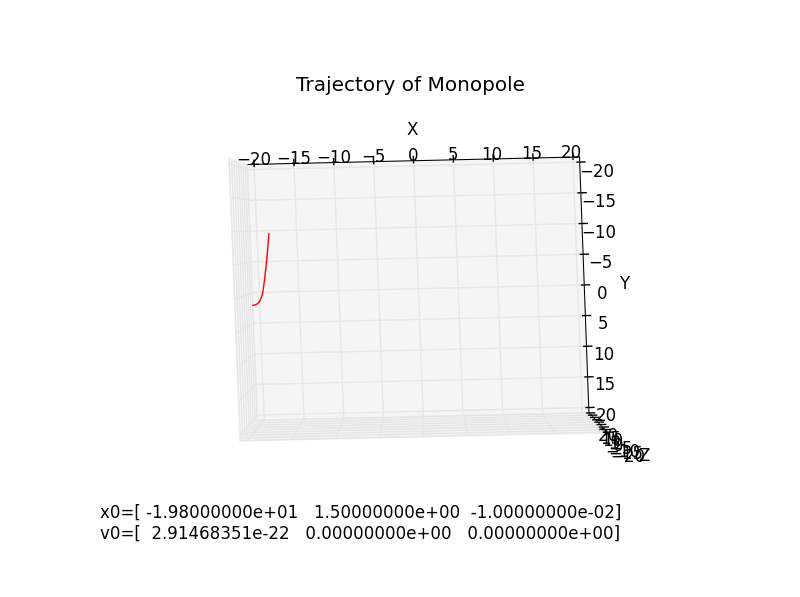 Trajectory of Monopole
X
−20 −15 −10 −5 0 5 10 15 20
−20
−15
−10
−5
Y
0
5
10
15
20
Z
x0=[ -1.98000000e+01 1.50000000e+00 -1.00000000e-02]
v0=[ 2.91468351e-22 0.00000000e+00 0.00000000e+00]